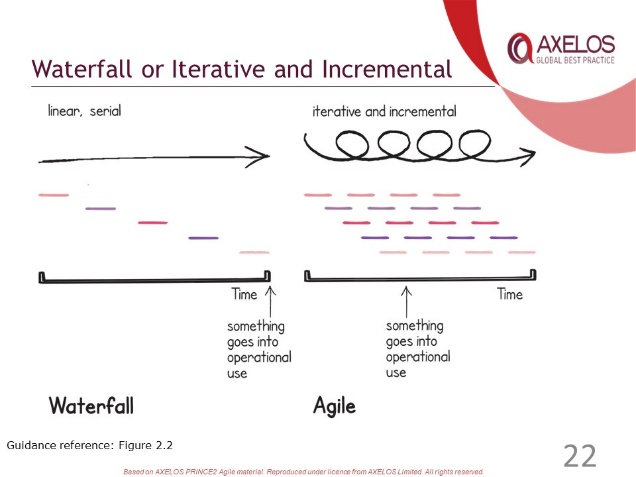 AXELOS
GLOBAL BEST PRACTICE
Waterfall or Iterative and Incremental
linear, serial
iterative and incremental
Time
something
goes into
operational
use
Time
something
goes into
operational
use
Waterfall
Agile
Guidance reference: Figure 2.2
22
Based on AXELOS PRINCE2 Agile material. Reproduced under licence from AXELOS Limited. All rights reserved.